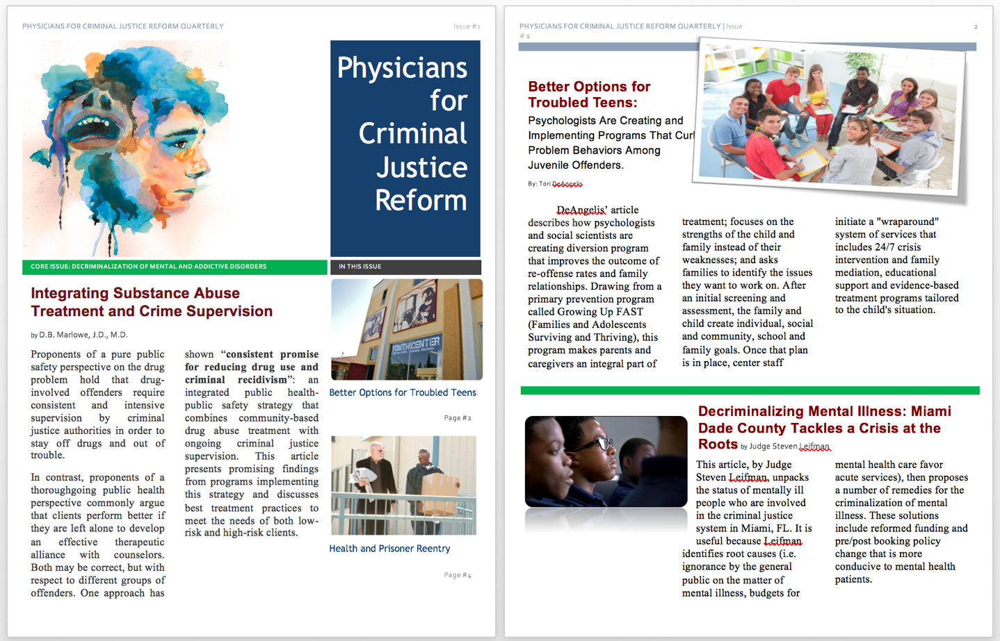 PHYSICIANS FOR CRIMINAL JUSTICE REFORM QUARTERLY
Issue #1
Physicians
for
Criminal
Justice
Reform
CORE ISSUE: DECRIMINALIZATION OF MENTAL AND ADDICTIVE DISORDERS
IN THIS ISSUE
Integrating Substance Abuse
Treatment and Crime Supervision
by D.B. Marlowe, J.D., M.D.
Proponents of a pure public
safety perspective on the drug
problem hold that drug-
involved offenders require
consistent and intensive
supervision by criminal
justice authorities in order to
stay off drugs and out of
trouble.
In contrast, proponents of a
thoroughgoing public health
perspective commonly argue
that clients perform better if
they are left alone to develop
an effective therapeutic
alliance with counselors.
Both may be correct, but with
respect to different groups of
offenders. One approach has
shown “consistent promise
for reducing drug use and
criminal recidivism”: an
integrated public health-
public safety strategy that
combines community-based
drug abuse treatment with
ongoing criminal justice
supervision. This article
presents promising findings
from programs implementing
this strategy and discusses
best treatment practices to
meet the needs of both low-
risk and high-risk clients.
YOUTH CENTER
Better Options for Troubled Teens
Page #2
Health and Prisoner Reentry
Page #4
PHYSICIANS FOR CRIMINAL JUSTICE REFORM QUARTERLY | Issue
# 1
2
Better Options for
Troubled Teens:
Psychologists Are Creating and
Implementing Programs That Curl
Problem Behaviors Among
Juvenile Offenders.
By: Tori DeAngelis
DeAngelis’ article
describes how psychologists
and social scientists are
creating diversion program
that improves the outcome of
re-offense rates and family
relationships. Drawing from a
primary prevention program
called Growing Up FAST
(Families and Adolescents
Surviving and Thriving), this
program makes parents and
caregivers an integral part of
treatment; focuses on the
strengths of the child and
family instead of their
weaknesses; and asks
families to identify the issues
they want to work on. After
an initial screening and
assessment, the family and
child create individual, social
and community, school and
family goals. Once that plan
is in place, center staff
initiate a "wraparound"
system of services that
includes 24/7 crisis
intervention and family
mediation, educational
support and evidence-based
treatment programs tailored
to the child's situation.
Decriminalizing Mental Illness: Miami
Dade County Tackles a Crisis at the
Roots by Judge Steven Leifman
This article, by Judge
Steven Leifman, unpacks
the status of mentally ill
people who are involved
in the criminal justice
system in Miami, FL. It is
useful because Leifman
identifies root causes (i.e.
ignorance by the general
public on the matter of
mental illness, budgets for
mental health care favor
acute services), then proposes
a number of remedies for the
criminalization of mental
illness. These solutions
include reformed funding and
pre/post booking policy
change that is more
conducive to mental health
patients.